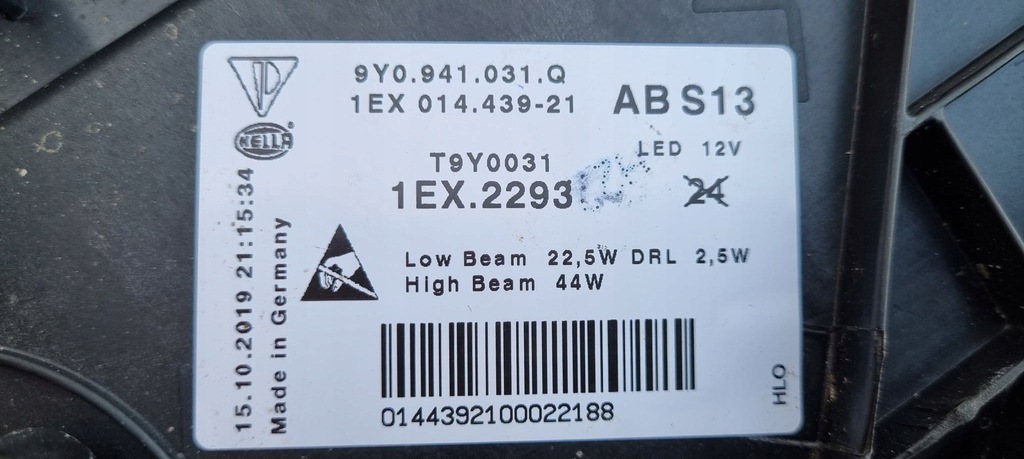 9Y0.941.031.Q
1EX 014.439-21
AB S13
HELLA
LED 12V
T9Y0031
1EX.2293
24
Low Beam 22,5W DRL 2,5W
High Beam 44W
15.10.2019 21:15:34
Made in Germany
0144392100022188
HLO